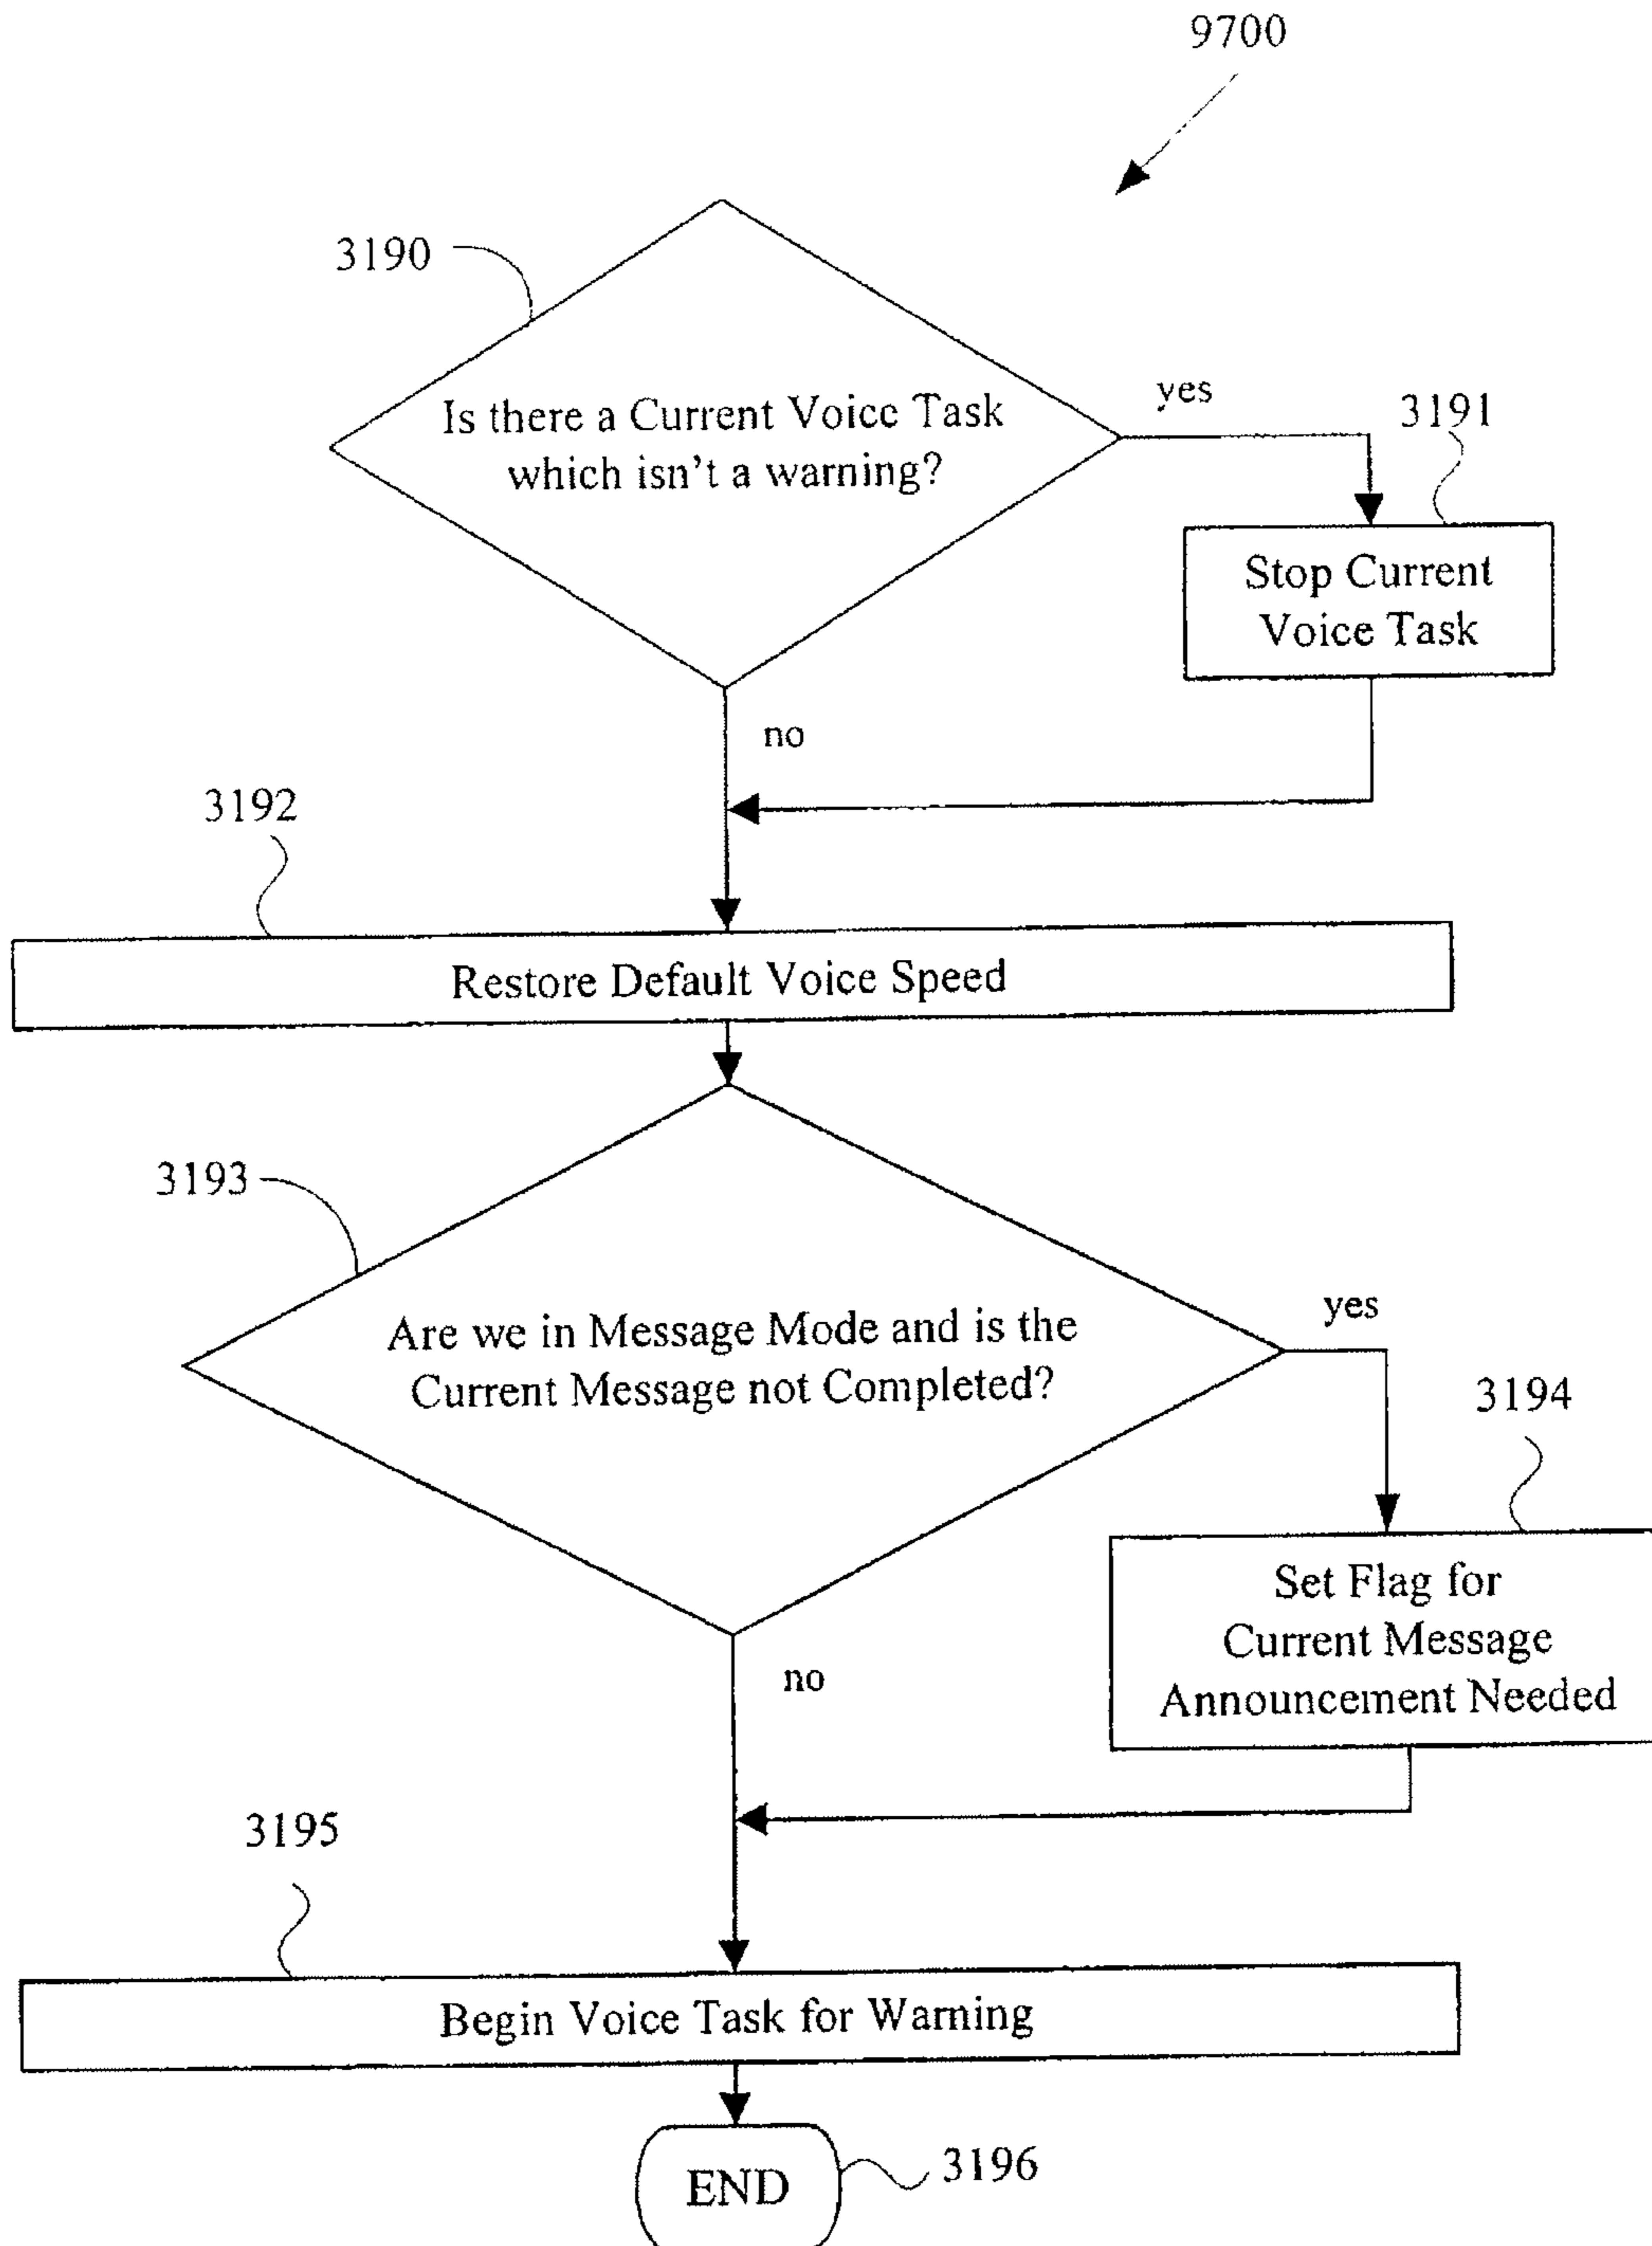 9700
3190
Is there a Current Voice Task
which isn't a warning?
yes
3191
Stop Current
Voice Task
no
3192
Restore Default Voice Speed
3193
Are we in Message Mode and is the
Current Message not Completed?
yes
3194
Set Flag for
Current Message
Announcement Needed
no
3195
Begin Voice Task for Warning
END
3196